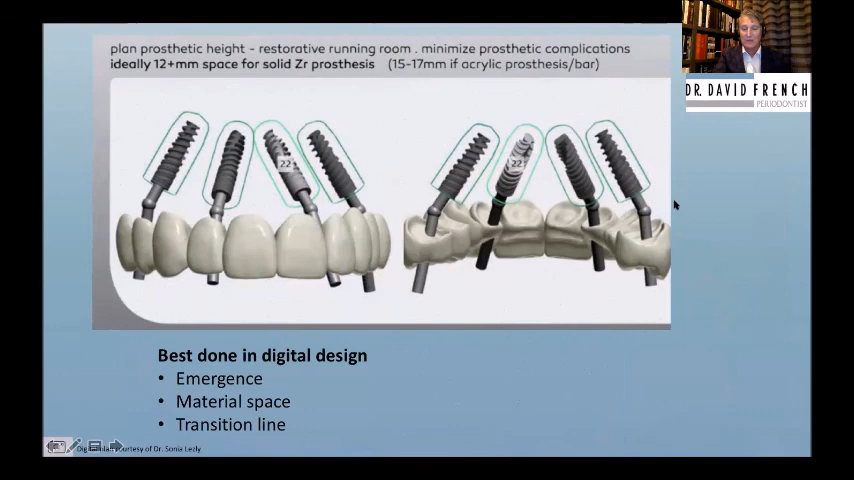 plan prosthetic height - restorative running room . minimize prosthetic complications
ideally 12+mm space for solid Zr prosthesis (15-17mm if acrylic prosthesis/bar)
DR. DAVID FRENCH
PERIODONTIST
22
22
Best done in digital design
• Emergence
• Material space
• Transition line
Digital plan courtesy of Dr. Sonia Lezly